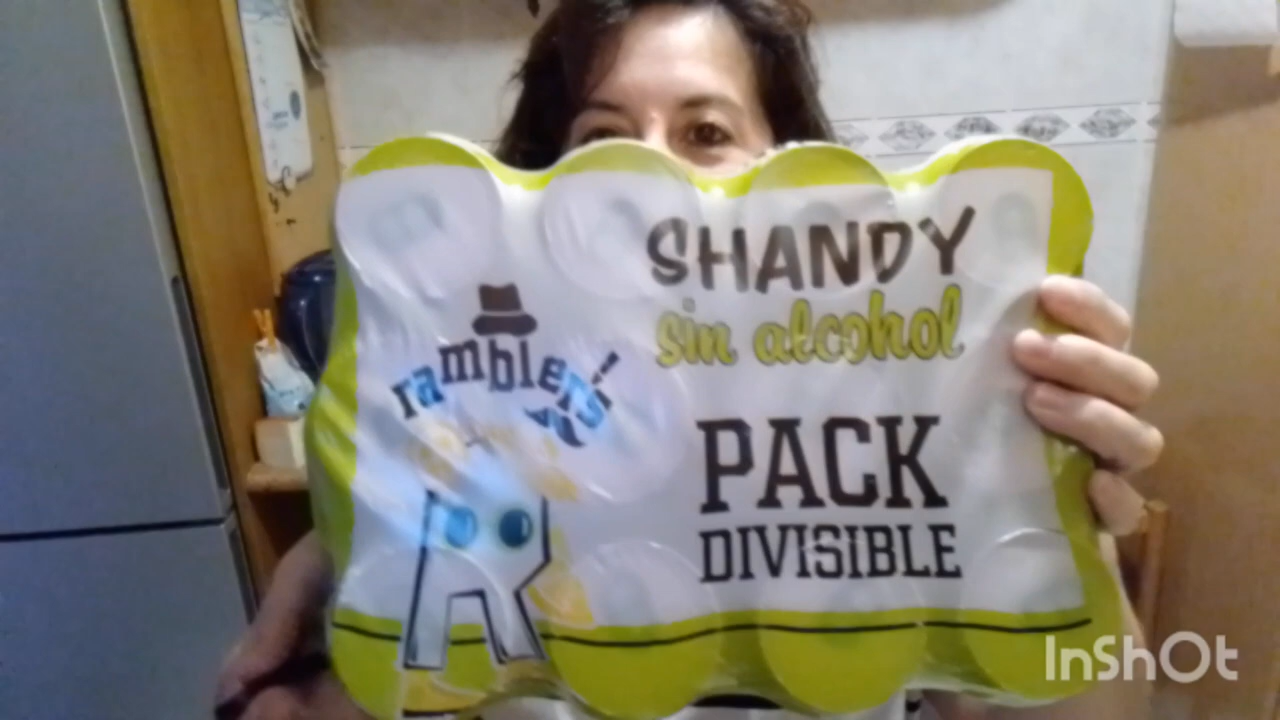 SHANDY
sin alcohol
ramblers!
PACK
DIVISIBLE
InShOt